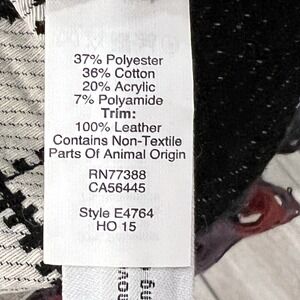 37% Polyester
36% Cotton
20% Acrylic
7% Polyamide
Trim:
100% Leather
Contains Non-Textile
Parts Of Animal Origin
RN77388
CA56445
Style E4764
HO 15